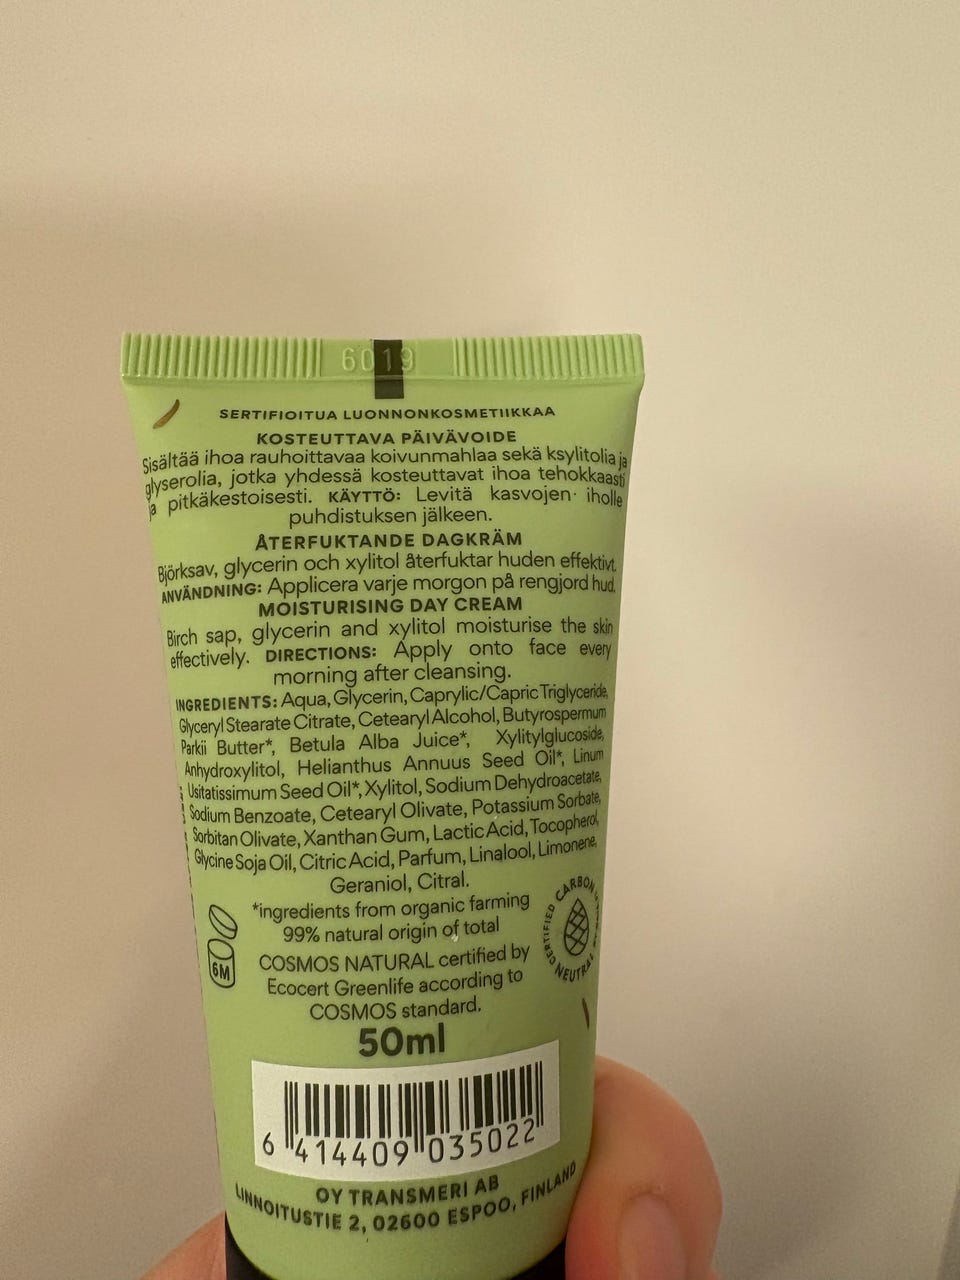 6019
SERTIFIOITUA LUONNONKOSMETIIKKAA
KOSTEUTTAVA PÄIVÄVOIDE
Sisältää ihoa rauhoittavaa koivunmahlaa sekä ksylitolia ja
glyserolia, jotka yhdessä kosteuttavat ihoa tehokkaasti
ja pitkäkestoisesti. KÄYTTÖ: Levitä kasvojen iholle
puhdistuksen jälkeen.
ÅTERFUKTANDE DAGKRÄM
Björksav, glycerin och xylitol återfuktar huden effektivt.
ANVÄNDNING: Applicera varje morgon på rengjord hud.
MOISTURISING DAY CREAM
Birch sap, glycerin and xylitol moisturise the skin
effectively. DIRECTIONS: Apply onto face every
morning after cleansing.
INGREDIENTS: Aqua, Glycerin, Caprylic/Capric Triglyceride,
Glyceryl Stearate Citrate, Cetearyl Alcohol, Butyrospermum
Parkii Butter*, Betula Alba Juice*, Xylitylglucoside,
Anhydroxylitol, Helianthus Annuus Seed Oil*, Linum
Usitatissimum Seed Oil*, Xylitol, Sodium Dehydroacetate,
Sodium Benzoate, Cetearyl Olivate, Potassium Sorbate,
Sorbitan Olivate, Xanthan Gum, Lactic Acid, Tocopherol,
Glycine Soja Oil, Citric Acid, Parfum, Linalool, Limonene,
Geraniol, Citral.
*ingredients from organic farming
99% natural origin of total
COSMOS NATURAL certified by
Ecocert Greenlife according to
COSMOS standard.
6M
CERTIFIED CARBON
NEUTRAL
50ml
6 414409 035022
OY TRANSMERI AB
LINNOITUSTIE 2, 02600 ESPOO, FINLAND